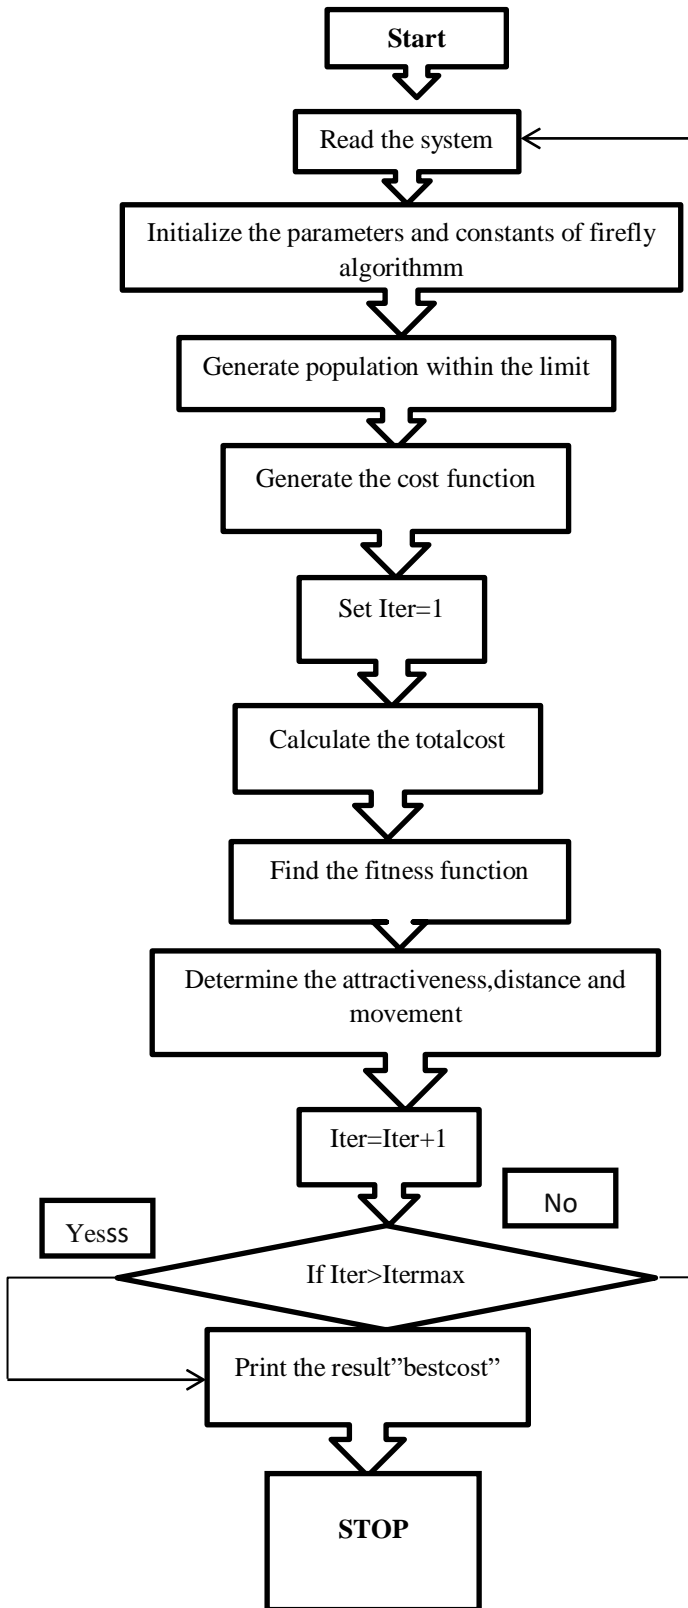 Start
Read the system
Initialize the parameters and constants of firefly
algorithmm
Generate population within the limit
Generate the cost function
Set Iter=1
Calculate the totalcost
Find the fitness function
Determine the attractiveness,distance and
movement
Iter=Iter+1
No
Yesss
If Iter>Itermax
Print the result”bestcost”
STOP